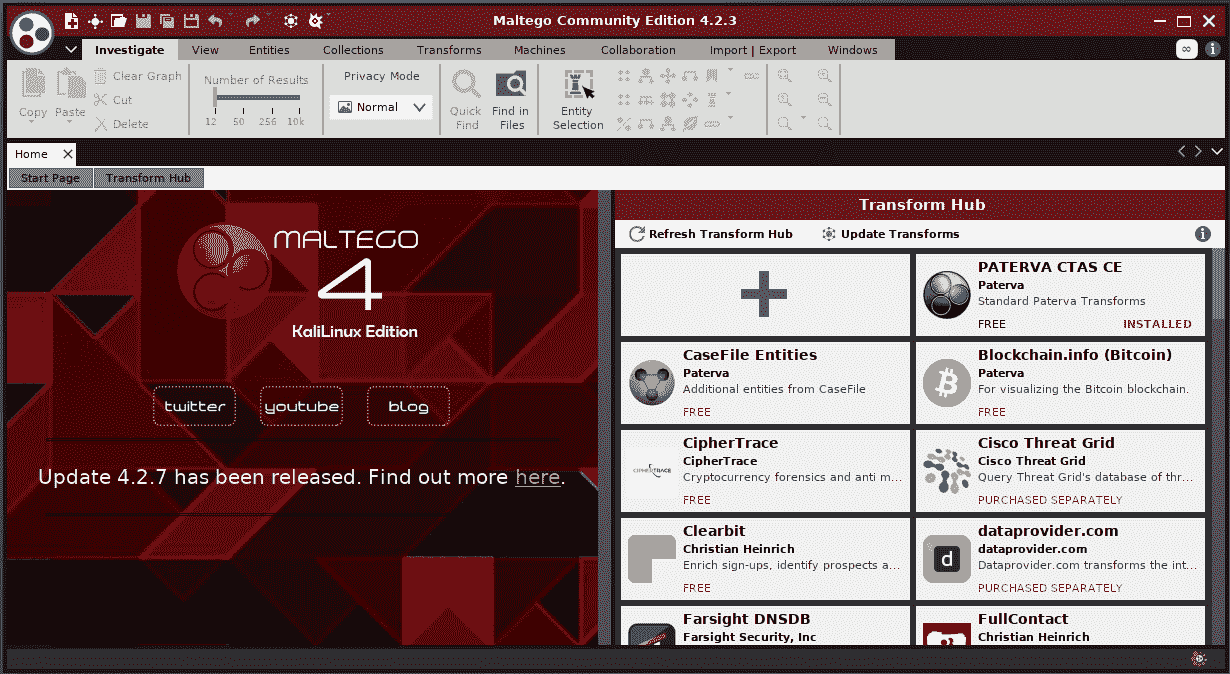 Maltego Community Edition 4.2.3
Investigate View Entities Collections Transforms Machines Collaboration Import | Export Windows
Copy
Paste
Clear Graph
Cut
Delete
Number of Results
12 50 256 10k
Privacy Mode
Normal
Quick
Find
Find in
Files
Entity
Selection
Home
Start Page Transform Hub
MALTEGO
4
KaliLinux Edition
twitter youtube blog
Update 4.2.7 has been released. Find out more here.
Transform Hub
Refresh Transform Hub Update Transforms
PATERVA CTAS CE
Paterva
Standard Paterva Transforms
FREE INSTALLED
CaseFile Entities
Paterva
Additional entities from CaseFile
FREE
Blockchain.info (Bitcoin)
Paterva
For visualizing the Bitcoin blockchain.
FREE
CIPHERTRACE
CipherTrace
CipherTrace
Cryptocurrency forensics and anti m...
FREE
Cisco Threat Grid
Cisco Threat Grid
Query Threat Grid's database of thr...
PURCHASED SEPARATELY
Clearbit
Christian Heinrich
Enrich sign-ups, identify prospects a...
FREE
d
dataprovider.com
dataprovider.com
Dataprovider.com transforms the int...
PURCHASED SEPARATELY
Farsight DNSDB
Farsight Security, Inc
FullContact
Christian Heinrich